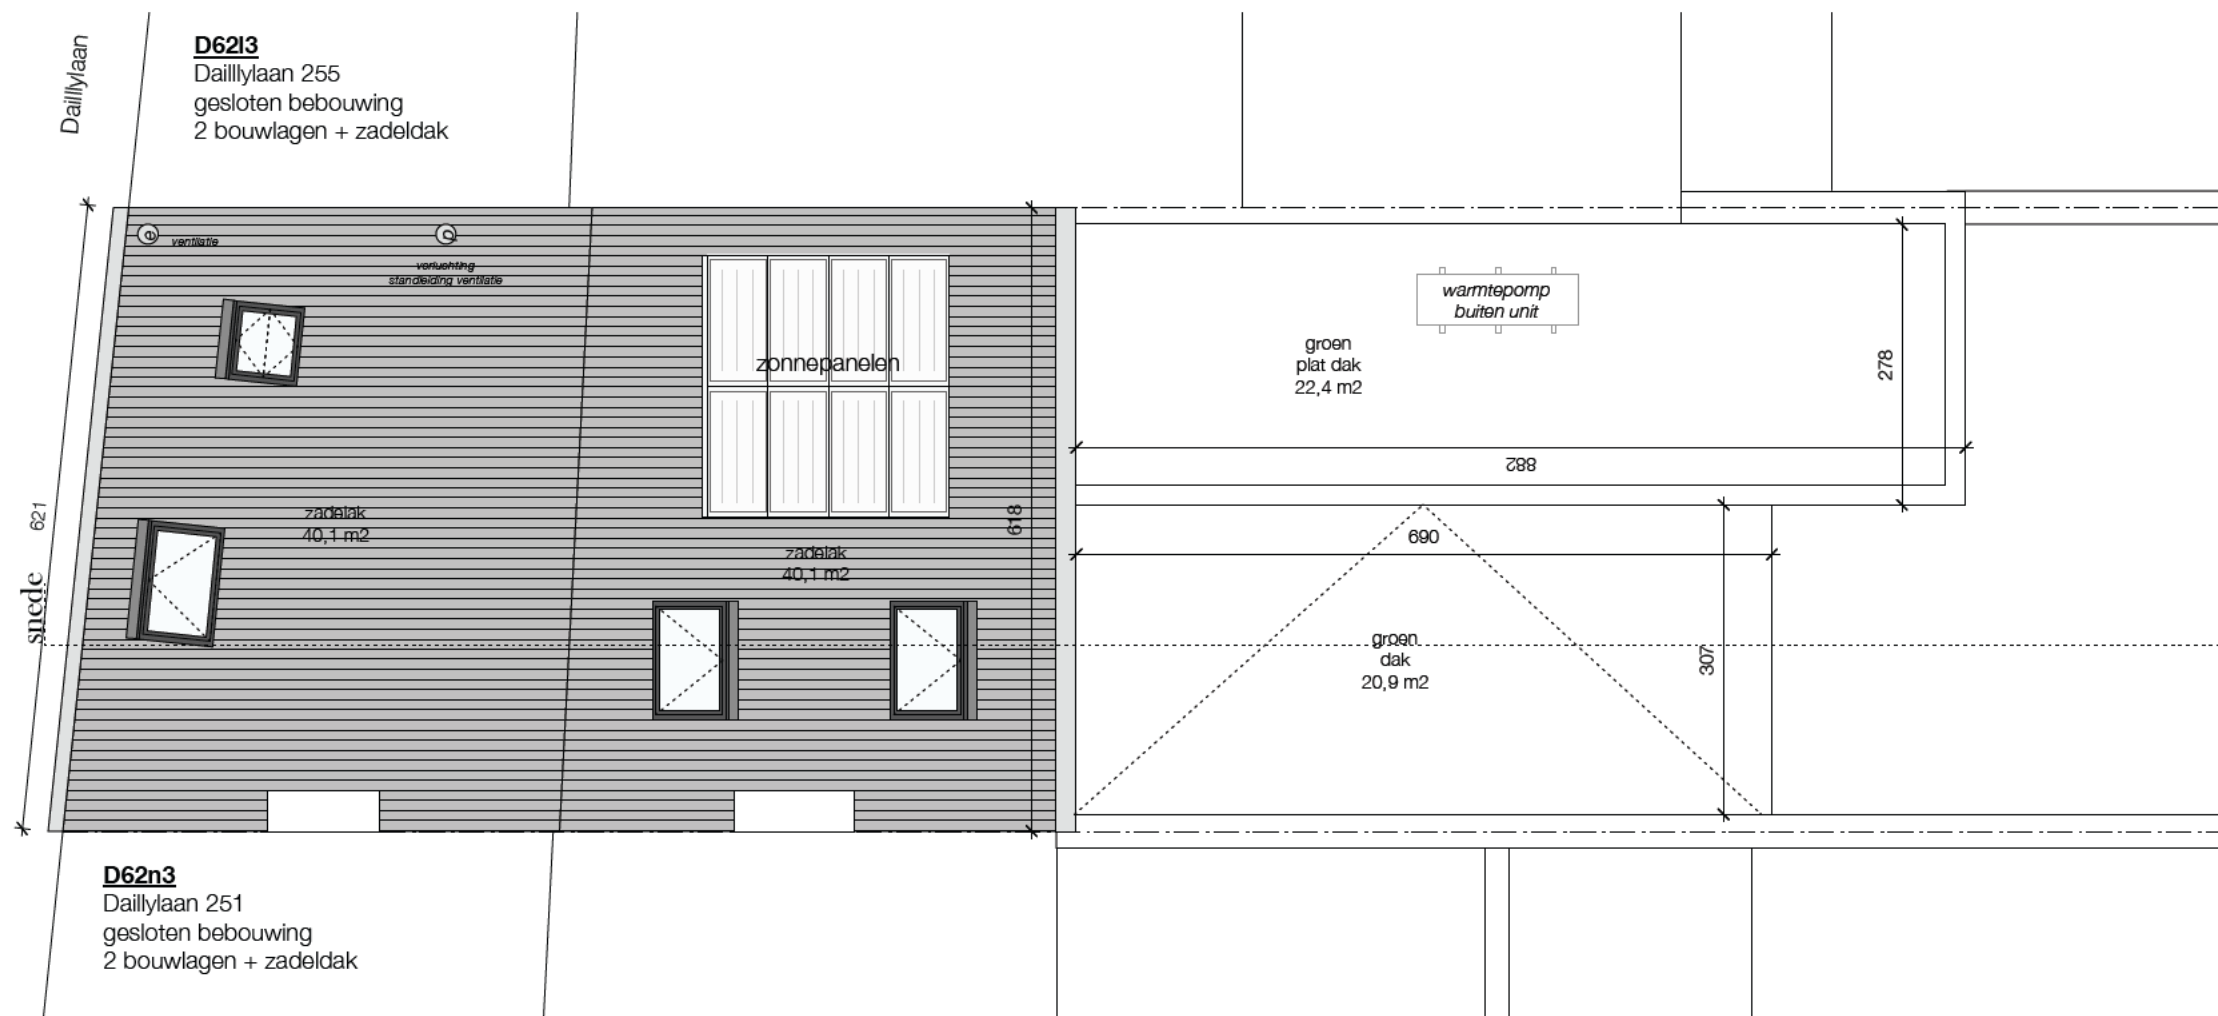 Dailllylaan
D62l3
Dailllylaan 255
gesloten bebouwing
2 bouwlagen + zadeldak
e
ventilatie
p
verluchting
standleiding ventilatie
zonnepanelen
warmtepomp
buiten unit
groen
plat dak
22,4 m2
278
882
621
618
zadelak
40,1 m2
zadelak
40,1 m2
690
snede
groen
dak
20,9 m2
307
D62n3
Daillylaan 251
gesloten bebouwing
2 bouwlagen + zadeldak